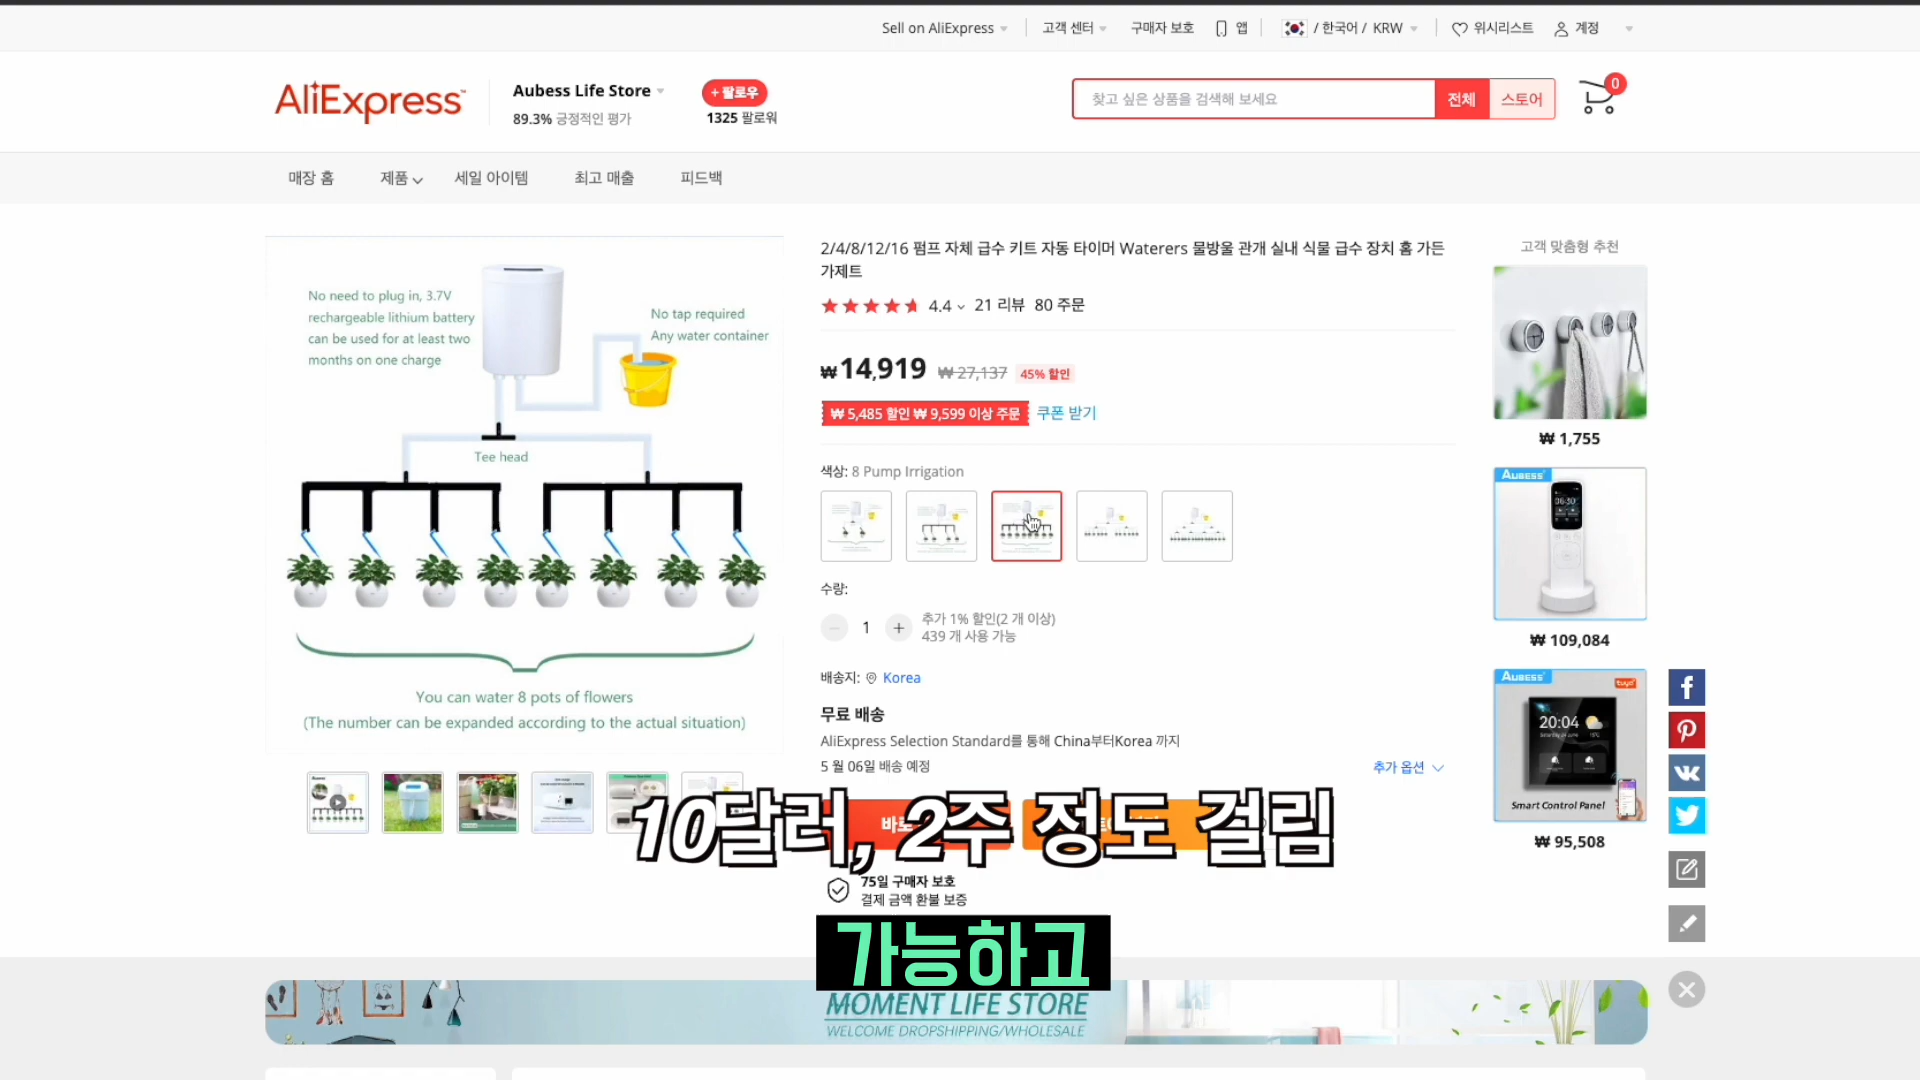 Sell on AliExpress
고객 센터
구매자 보호
앱
/ 한국어 / KRW
위시리스트
계정
AliExpress
Aubess Life Store
89.3% 긍정적인 평가
+ 팔로우
1325 팔로워
찾고 싶은 상품을 검색해 보세요
전체
스토어
0
매장 홈
제품
세일 아이템
최고 매출
피드백
No need to plug in, 3.7V
rechargeable lithium battery
can be used for at least two
months on one charge
No tap required
Any water container
Tee head
You can water 8 pots of flowers
(The number can be expanded according to the actual situation)
2/4/8/12/16 펌프 자체 급수 키트 자동 타이머 Waterers 물방울 관개 실내 식물 급수 장치 홈 가든
가제트
4.4
21 리뷰
80 주문
₩14,919
₩ 27,137
45% 할인
₩ 5,485 할인 ₩ 9,599 이상 주문
쿠폰 받기
색상: 8 Pump Irrigation
수량:
1
추가 1% 할인(2 개 이상)
439 개 사용 가능
배송지:
Korea
무료 배송
AliExpress Selection Standard를 통해 China부터Korea 까지
5 월 06일 배송 예정
추가 옵션
10달러, 2주 정도 걸림
75일 구매자 보호
결제 금액 환불 보증
가능하고
고객 맞춤형 추천
₩ 1,755
AUBESS
06:30
₩ 109,084
AUBESS
tuya
20:04
Smart Control Panel
₩ 95,508
MOMENT LIFE STORE
WELCOME DROPSHIPPING/WHOLESALE